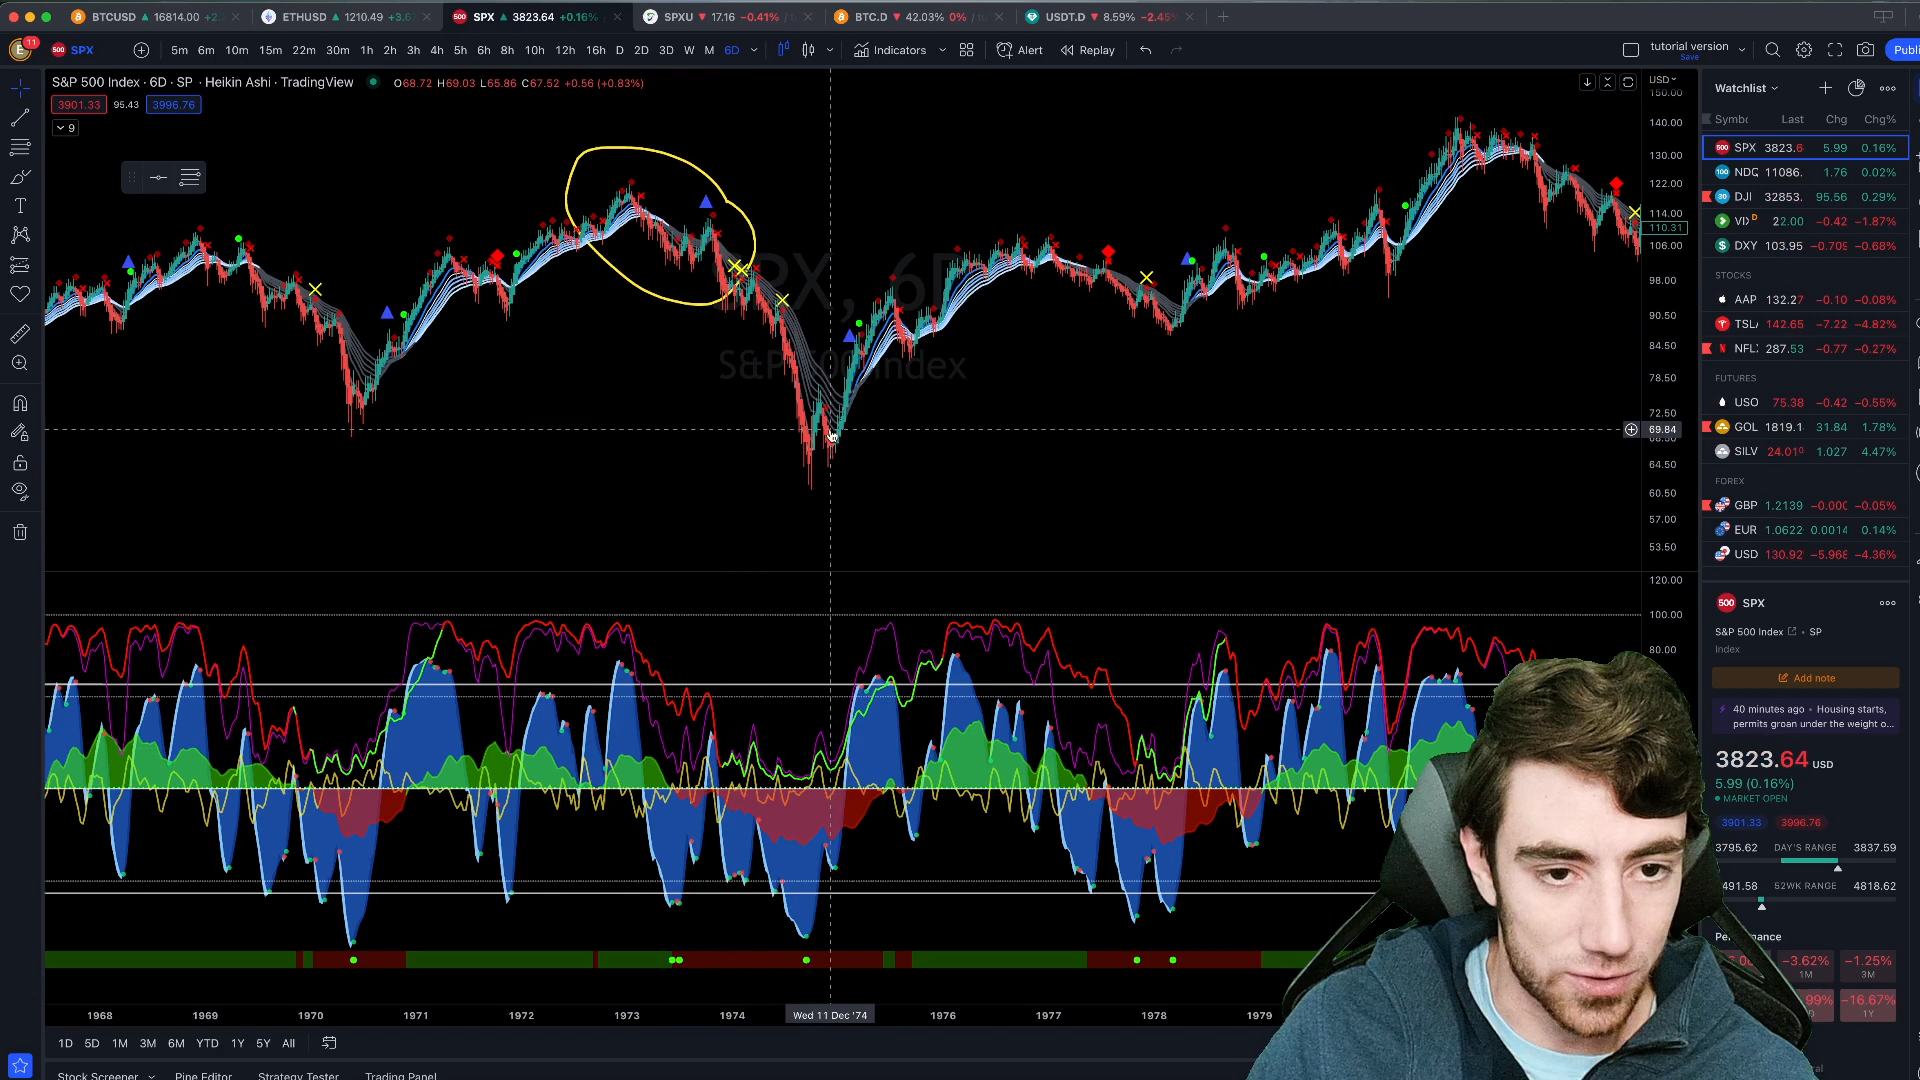 BTCUSD ▲ 16814.00 +2.
ETHUSD ▲ 1210.49 +3.6
SPX ▲ 3823.64 +0.16%
SPXU ▼ 17.16 −0.41%
BTC.D ▼ 42.03% 0%
USDT.D ▼ 8.59% −2.45%
11
SPX
5m 6m 10m 15m 22m 30m 1h 2h 3h 4h 5h 6h 8h 10h 12h 16h D 2D 3D W M 6D
Indicators
Alert
Replay
tutorial version
Save
Publi
S&P 500 Index · 6D · SP · Heikin Ashi · TradingView
O68.72 H69.03 L65.86 C67.52 +0.56 (+0.83%)
3901.33 95.43 3996.76
9
SPX, 6D
S&P 500 Index
USD
150.00
140.00
130.00
122.00
114.00
110.31
106.00
98.00
90.50
84.50
78.50
72.50
69.84
64.50
60.50
57.00
53.50
120.00
100.00
80.00
1968 1969 1970 1971 1972 1973 1974 Wed 11 Dec '74 1976 1977 1978 1979
1D 5D 1M 3M 6M YTD 1Y 5Y All
Stock Screener Pine Editor Strategy Tester Trading Panel
Watchlist
Symbc Last Chg Chg%
SPX 3823.6 5.99 0.16%
NDC 11086. 1.76 0.02%
DJI 32853. 95.56 0.29%
VI D 22.00 −0.42 −1.87%
DXY 103.95 −0.709 −0.68%
STOCKS
AAP 132.27 −0.10 −0.08%
TSL 142.65 −7.22 −4.82%
NFL 287.53 −0.77 −0.27%
FUTURES
USO 75.38 −0.42 −0.55%
GOL 1819.1 31.84 1.78%
SILV 24.010 1.027 4.47%
FOREX
GBP 1.2139 −0.000 −0.05%
EUR 1.0622 0.0014 0.14%
USD 130.92 −5.968 −4.36%
500 SPX
S&P 500 Index • SP
Index
Add note
40 minutes ago • Housing starts,
permits groan under the weight o...
3823.64 USD
5.99 (0.16%)
MARKET OPEN
3901.33 3996.76
3795.62 DAY'S RANGE 3837.59
491.58 52WK RANGE 4818.62
−3.62% −1.25%
1M 3M
99% −16.67%
1Y